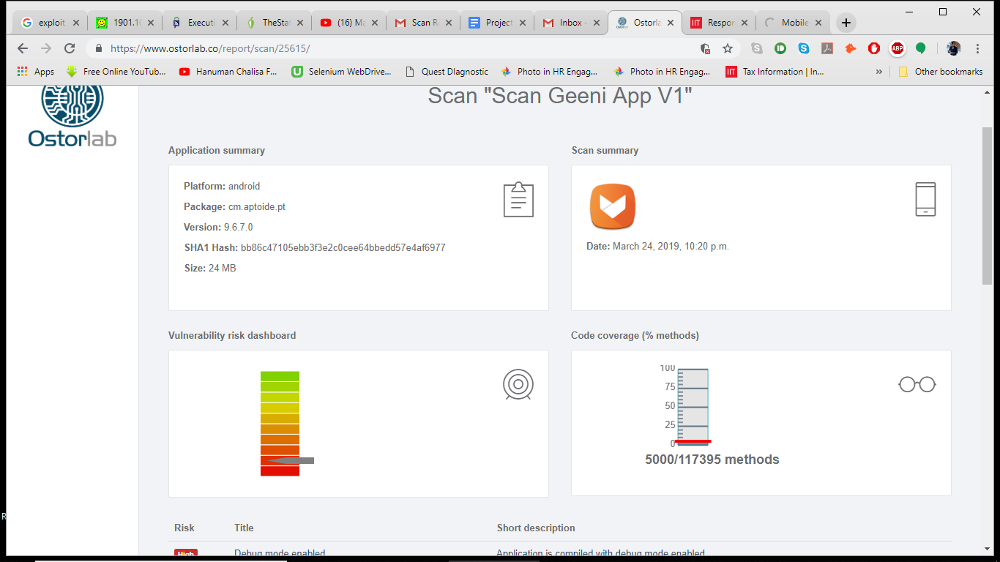 exploit
1901.10
Executi
TheStat
(16) Ma
Scan R
Project
Inbox -
Ostorla
Respor
Mobile
https://www.ostorlab.co/report/scan/25615/
ABP
Apps
Free Online YouTub...
Hanuman Chalisa F...
Selenium WebDrive...
Quest DIagnostic
Photo in HR Engag...
Photo in HR Engag...
IIT
Tax Information | In...
»
Other bookmarks
Ostorlab
Scan "Scan Geeni App V1"
Application summary
Platform: android
Package: cm.aptoide.pt
Version: 9.6.7.0
SHA1 Hash: bb86c47105ebb3f3e2c0cee64bbedd57e4af6977
Size: 24 MB
Scan summary
Date: March 24, 2019, 10:20 p.m.
Vulnerability risk dashboard
Code coverage (% methods)
100
75
50
25
0
5000/117395 methods
Risk Title Short description
High Debug mode enabled Application is compiled with debug mode enabled
R